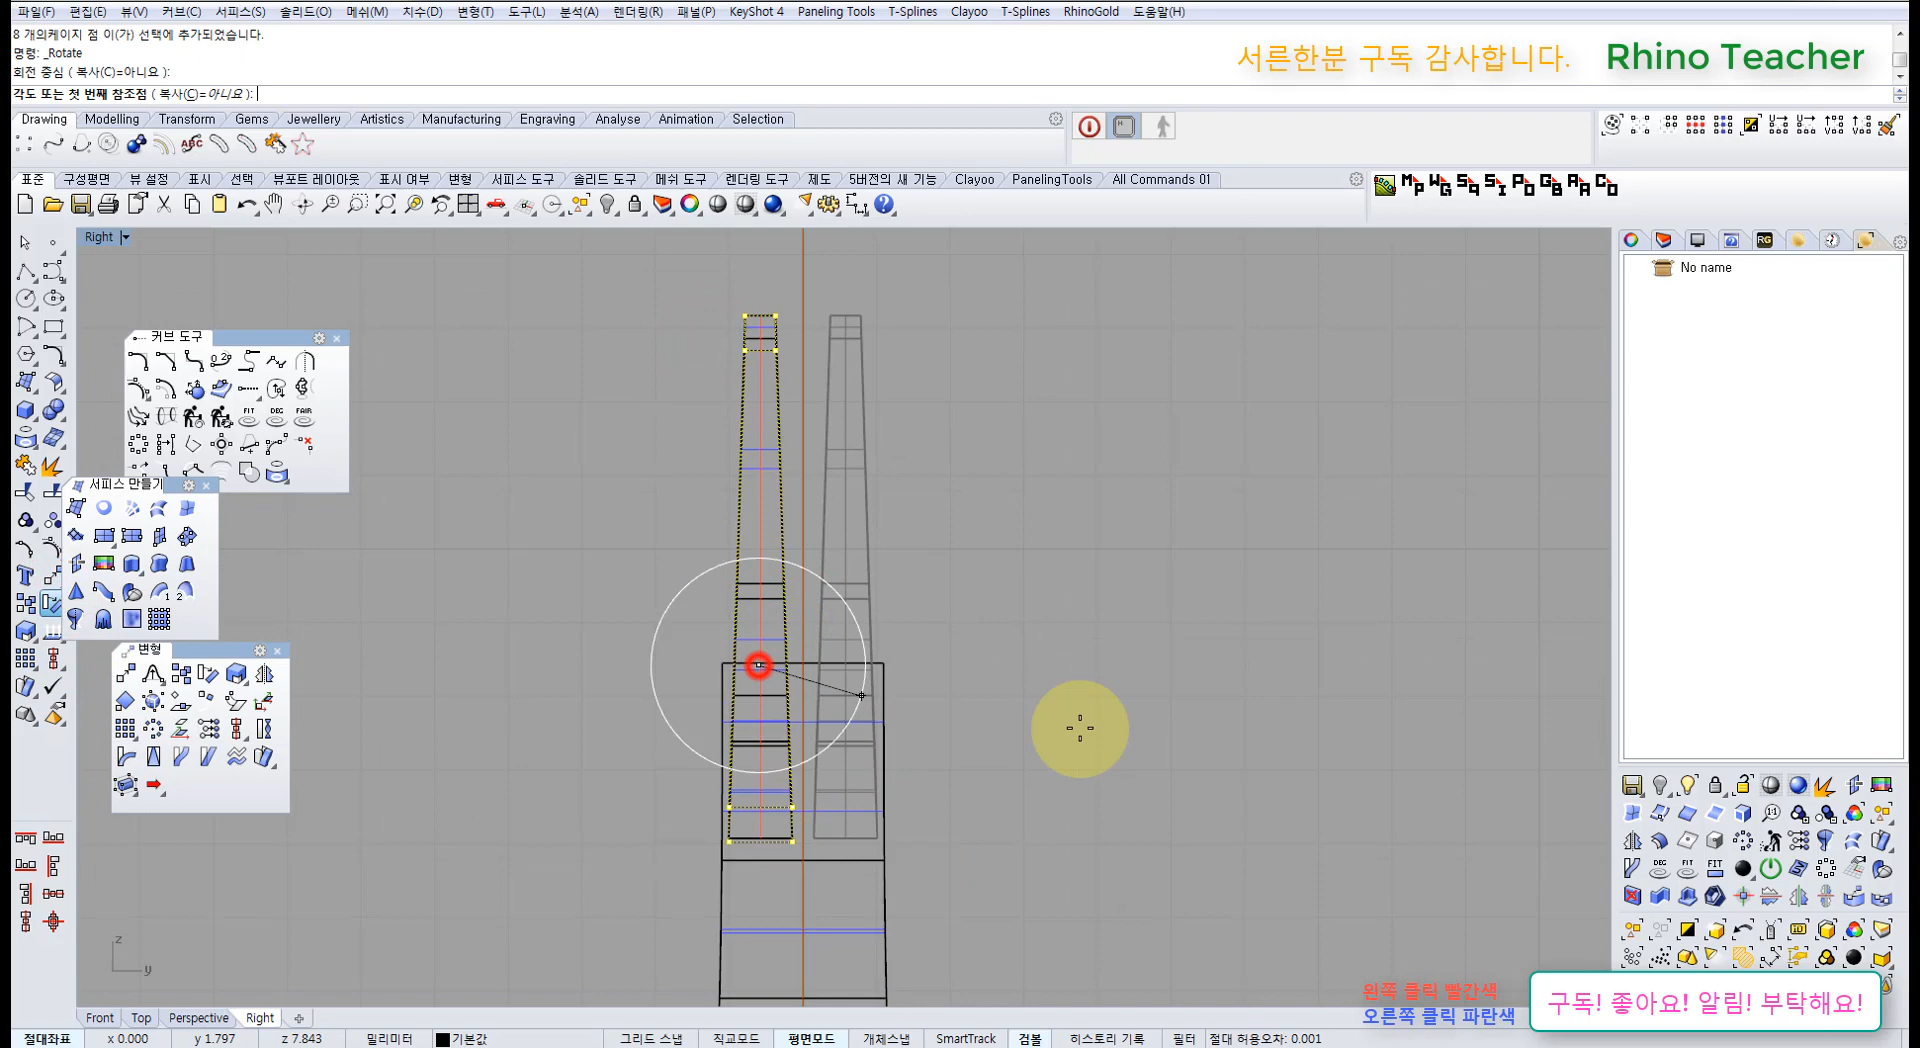 파일(F) 편집(E) 뷰(V) 커브(C) 서피스(S) 솔리드(O) 메쉬(M) 치수(D) 변형(T) 도구(L) 분석(A) 렌더링(R) 패널(P) KeyShot 4 Paneling Tools T-Splines Clayoo T-Splines RhinoGold 도움말(H)
8 개의케이지 점 이(가) 선택에 추가되었습니다.
명령: _Rotate
회전 중심 ( 복사(C)=아니요 ):
각도 또는 첫 번째 참조점 ( 복사(C)=아니요 ):
서른한분 구독 감사합니다. Rhino Teacher
Drawing Modelling Transform Gems Jewellery Artistics Manufacturing Engraving Analyse Animation Selection
ABC
표준 구성평면 뷰 설정 표시 선택 뷰포트 레이아웃 표시 여부 변형 서피스 도구 솔리드 도구 메쉬 도구 렌더링 도구 제도 5버전의 새 기능 Clayoo PanelingTools All Commands 01
Right
RG
No name
커브 도구
FIT DEG FAIR
서피스 만들기
변형
DEG FIT FIT
z
y
왼쪽 클릭 빨간색
오른쪽 클릭 파란색
구독! 좋아요! 알림! 부탁해요!
Front Top Perspective Right
절대좌표 x 0.000 y 1.797 z 7.843 밀리미터 기본값 그리드 스냅 직교모드 평면모드 개체스냅 SmartTrack 검볼 히스토리 기록 필터 절대 허용오차: 0.001